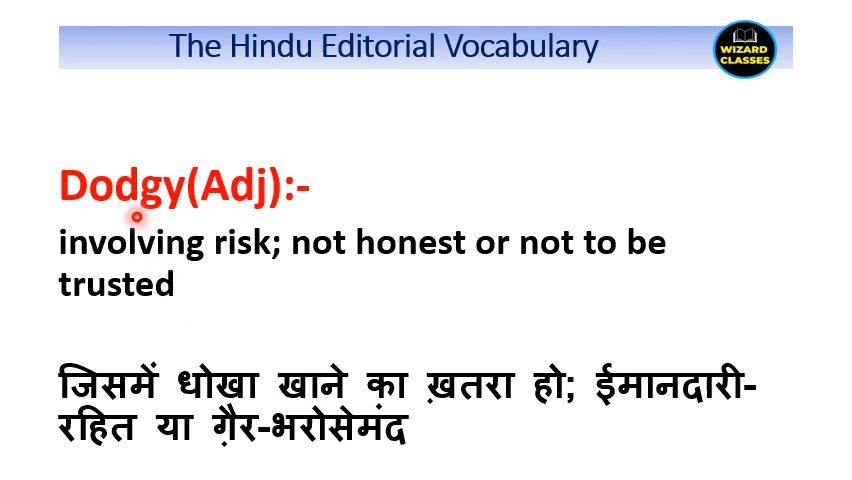 The Hindu Editorial Vocabulary
WIZARD
CLASSES
Dodgy(Adj):-
involving risk; not honest or not to be
trusted
जिसमें धोखा खाने का ख़तरा हो; ईमानदारी-
रहित या ग़ैर-भरोसेमंद